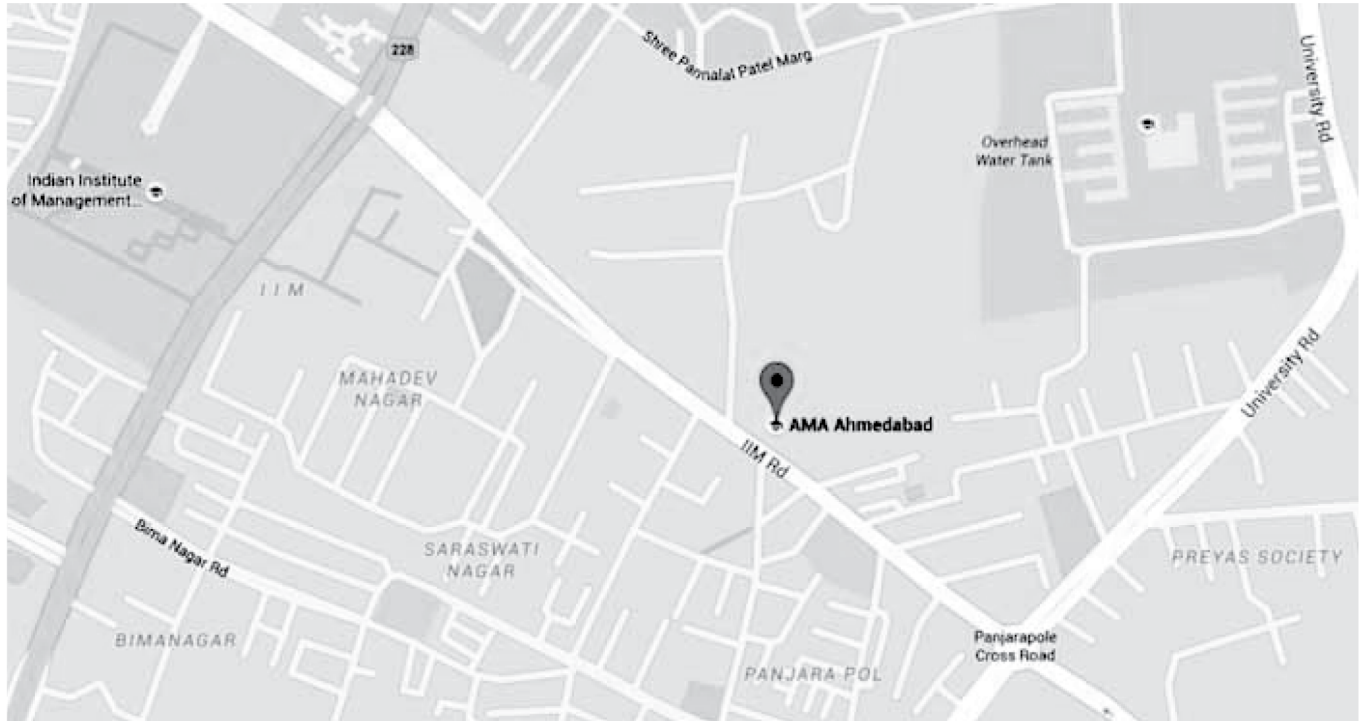 228
Shree Pannalal Patel Marg
University Rd
Overhead
Water Tank
Indian Institute
of Management...
I I M
MAHADEV
NAGAR
University Rd
AMA Ahmedabad
IIM Rd
Bima Nagar Rd
SARASWATI
NAGAR
PREYAS SOCIETY
BIMANAGAR
Panjarapole
Cross Road
PANJARA POL